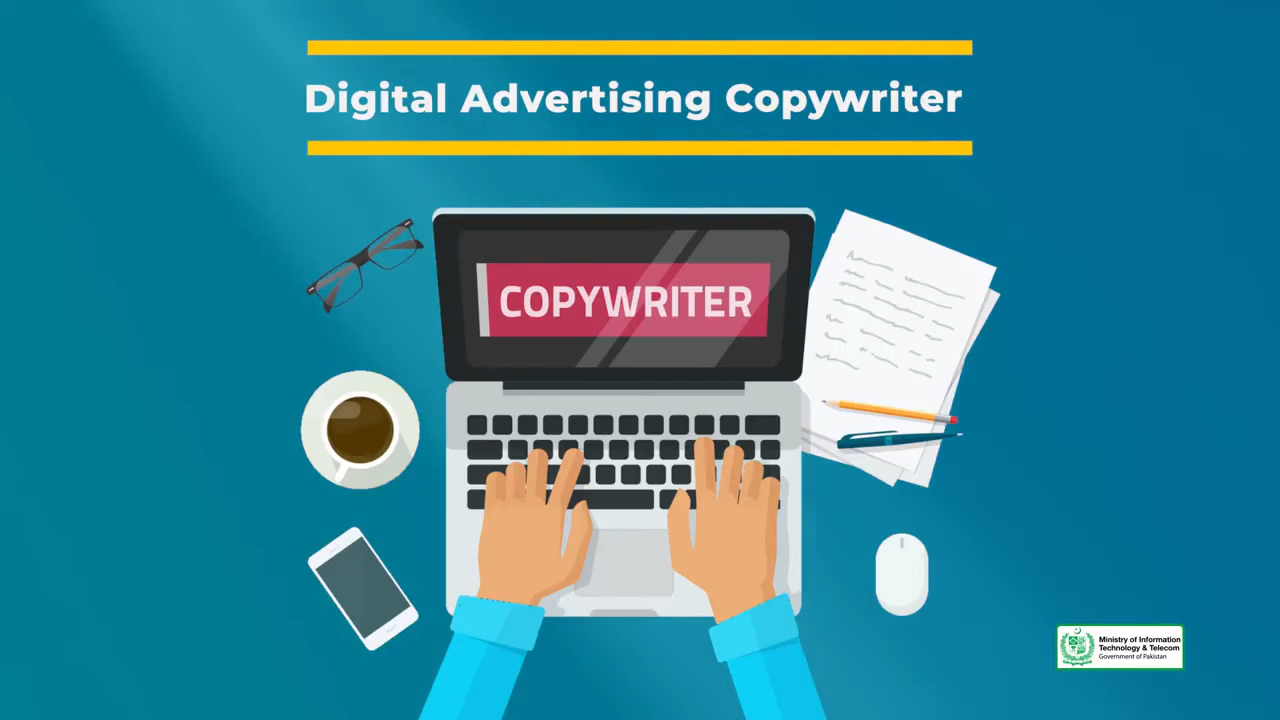 Digital Advertising Copywriter
COPYWRITER
Ministry of Information
Technology & Telecom
Government of Pakistan